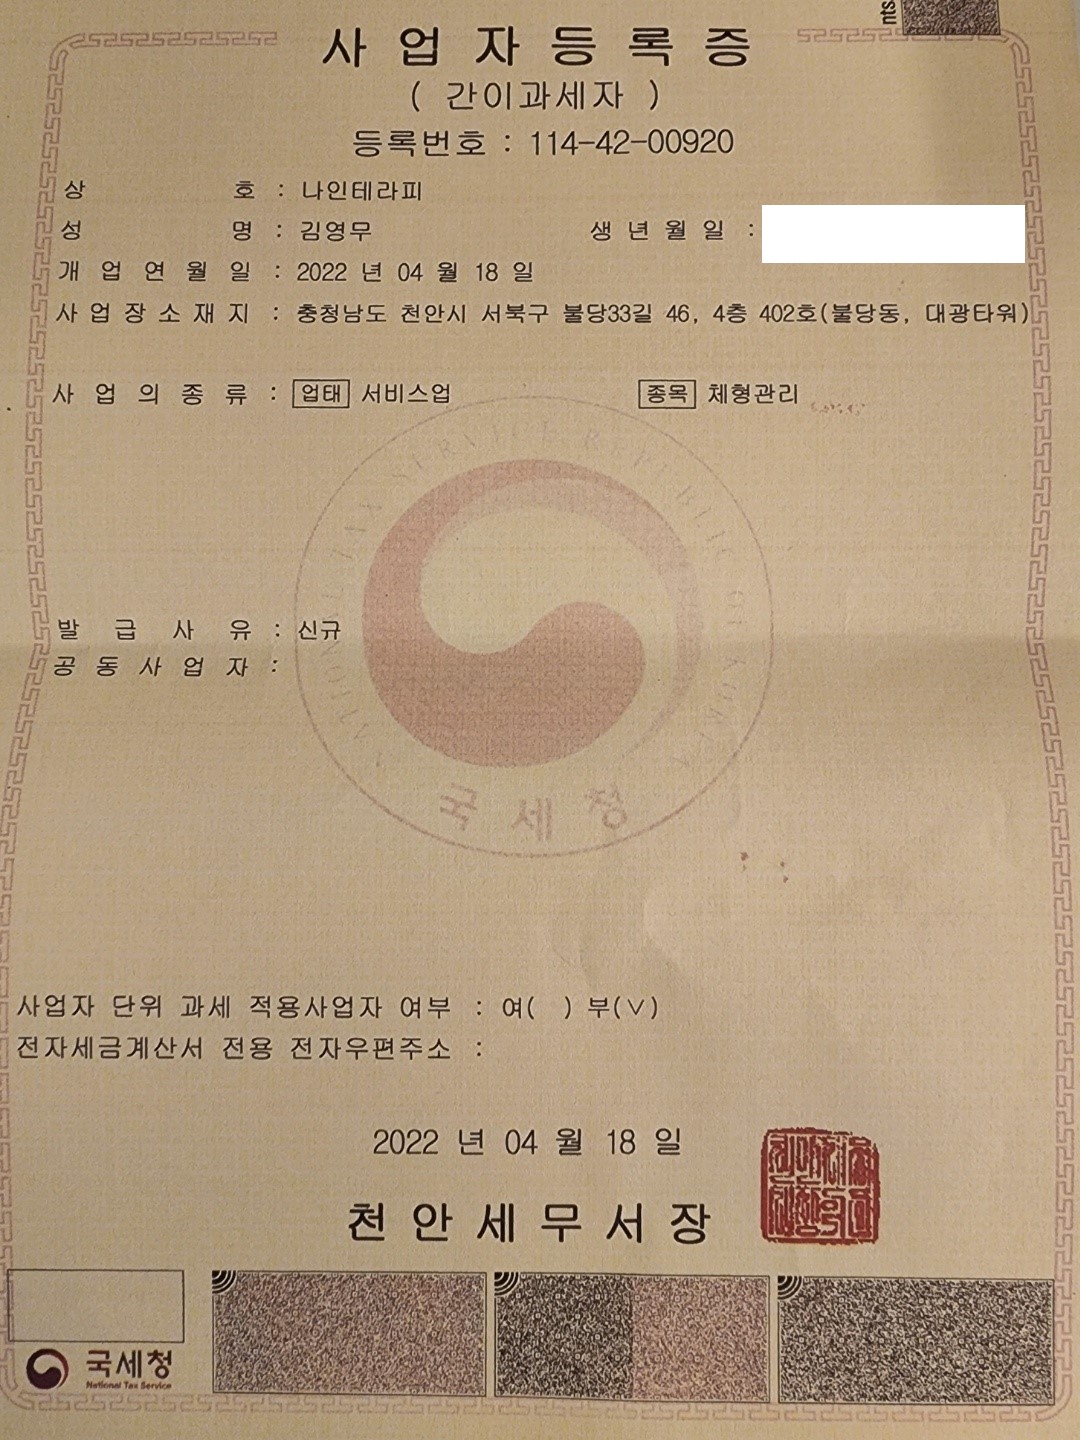 nts
사업자등록증
( 간이과세자 )
등록번호 : 114-42-00920
상 호 : 나인테라피
성 명 : 김영무 생 년 월 일 :
개 업 연 월 일 : 2022 년 04 월 18 일
사 업 장 소 재 지 : 충청남도 천안시 서북구 불당33길 46, 4층 402호(불당동, 대광타워)
사 업 의 종 류 : 업태 서비스업 종목 체형관리
발 급 사 유 : 신규
공 동 사 업 자 :
국세청
사업자 단위 과세 적용사업자 여부 : 여( ) 부(∨)
전자세금계산서 전용 전자우편주소 :
2022 년 04 월 18 일
천안세무서장
국세청
National Tax Service